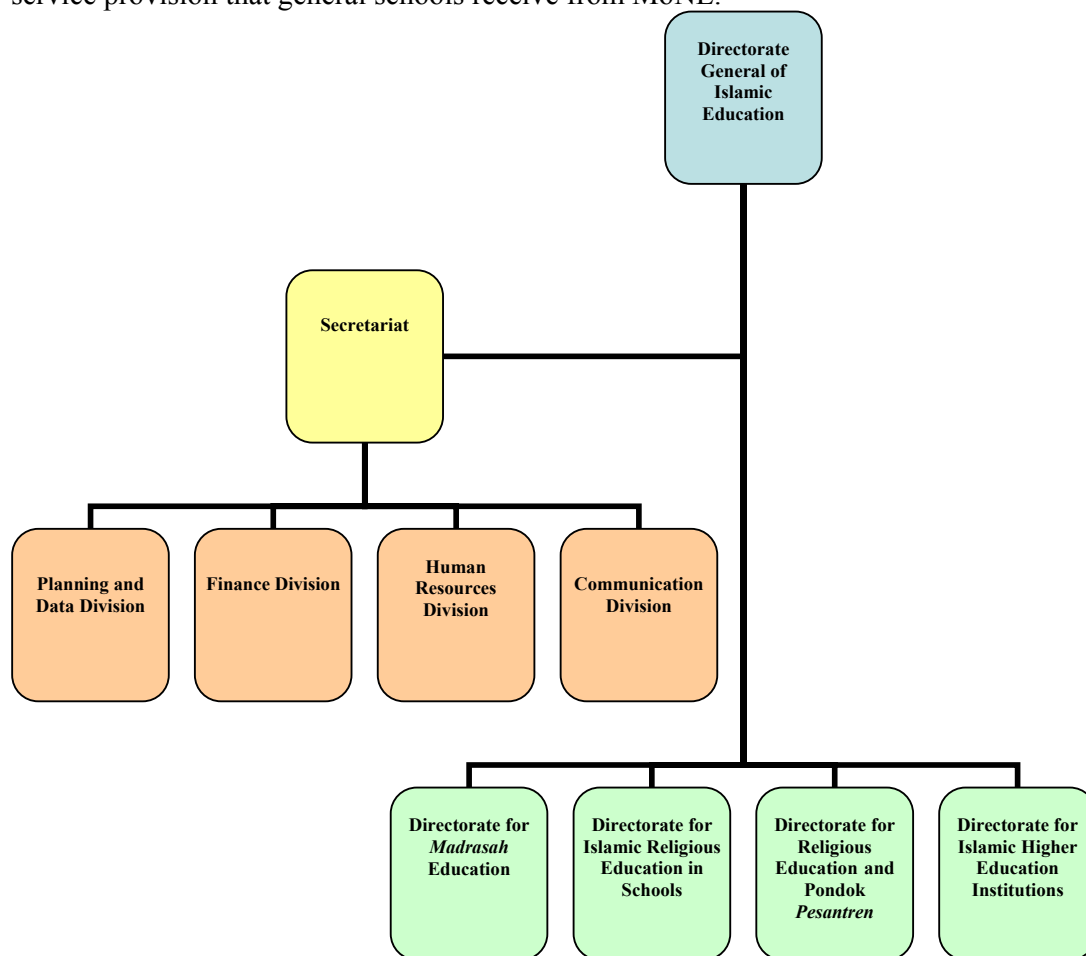 service provision that general schools receive from MoNE.
Directorate
General of
Islamic
Education
Secretariat
Planning and
Data Division
Finance Division
Human
Resources
Division
Communication
Division
Directorate for
Madrasah
Education
Directorate for
Islamic Religious
Education in
Schools
Directorate for
Religious
Education and
Pondok
Pesantren
Directorate for
Islamic Higher
Education
Institutions